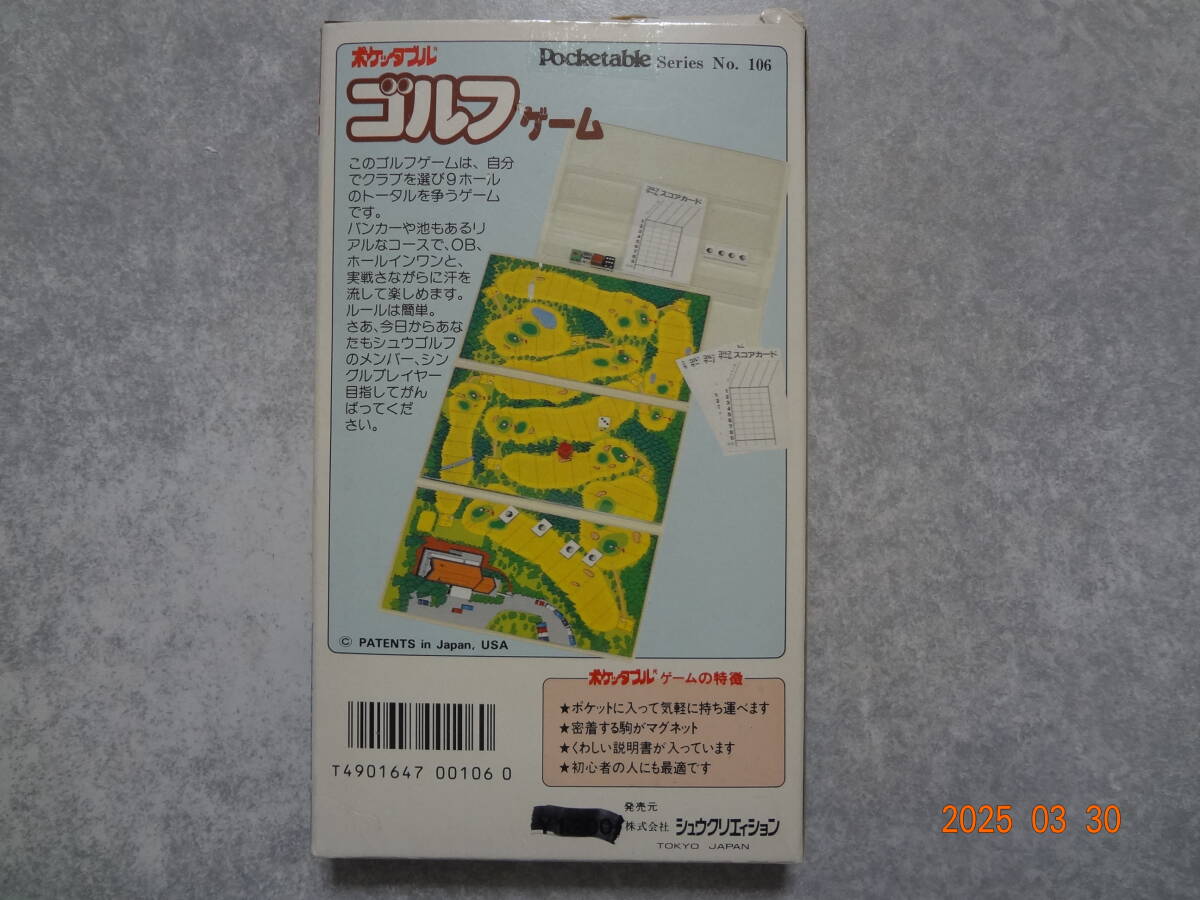 ポケッタブル®
Pocketable Series No. 106
ゴルフゲーム
このゴルフゲームは、自分
でクラブを選び9ホール
のトータルを争うゲーム
です。
バンカーや池もあるリ
アルなコースで、OB、
ホールインワンと、
実戦さながらに汗を
流して楽しめます。
ルールは簡単。
さあ、今日からあな
たもシュウゴルフ
のメンバー、シン
グルプレイヤー
目指してがん
ばってくだ
さい。
スコアカード
スコアカード
© PATENTS in Japan, USA
ポケッタブル®ゲームの特徴
★ポケットに入って気軽に持ち運べます
★密着する駒がマグネット
★くわしい説明書が入っています
★初心者の人にも最適です
T4901647 00106 0
発売元
株式会社 シュウクリエイション
TOKYO JAPAN
2025 03 30